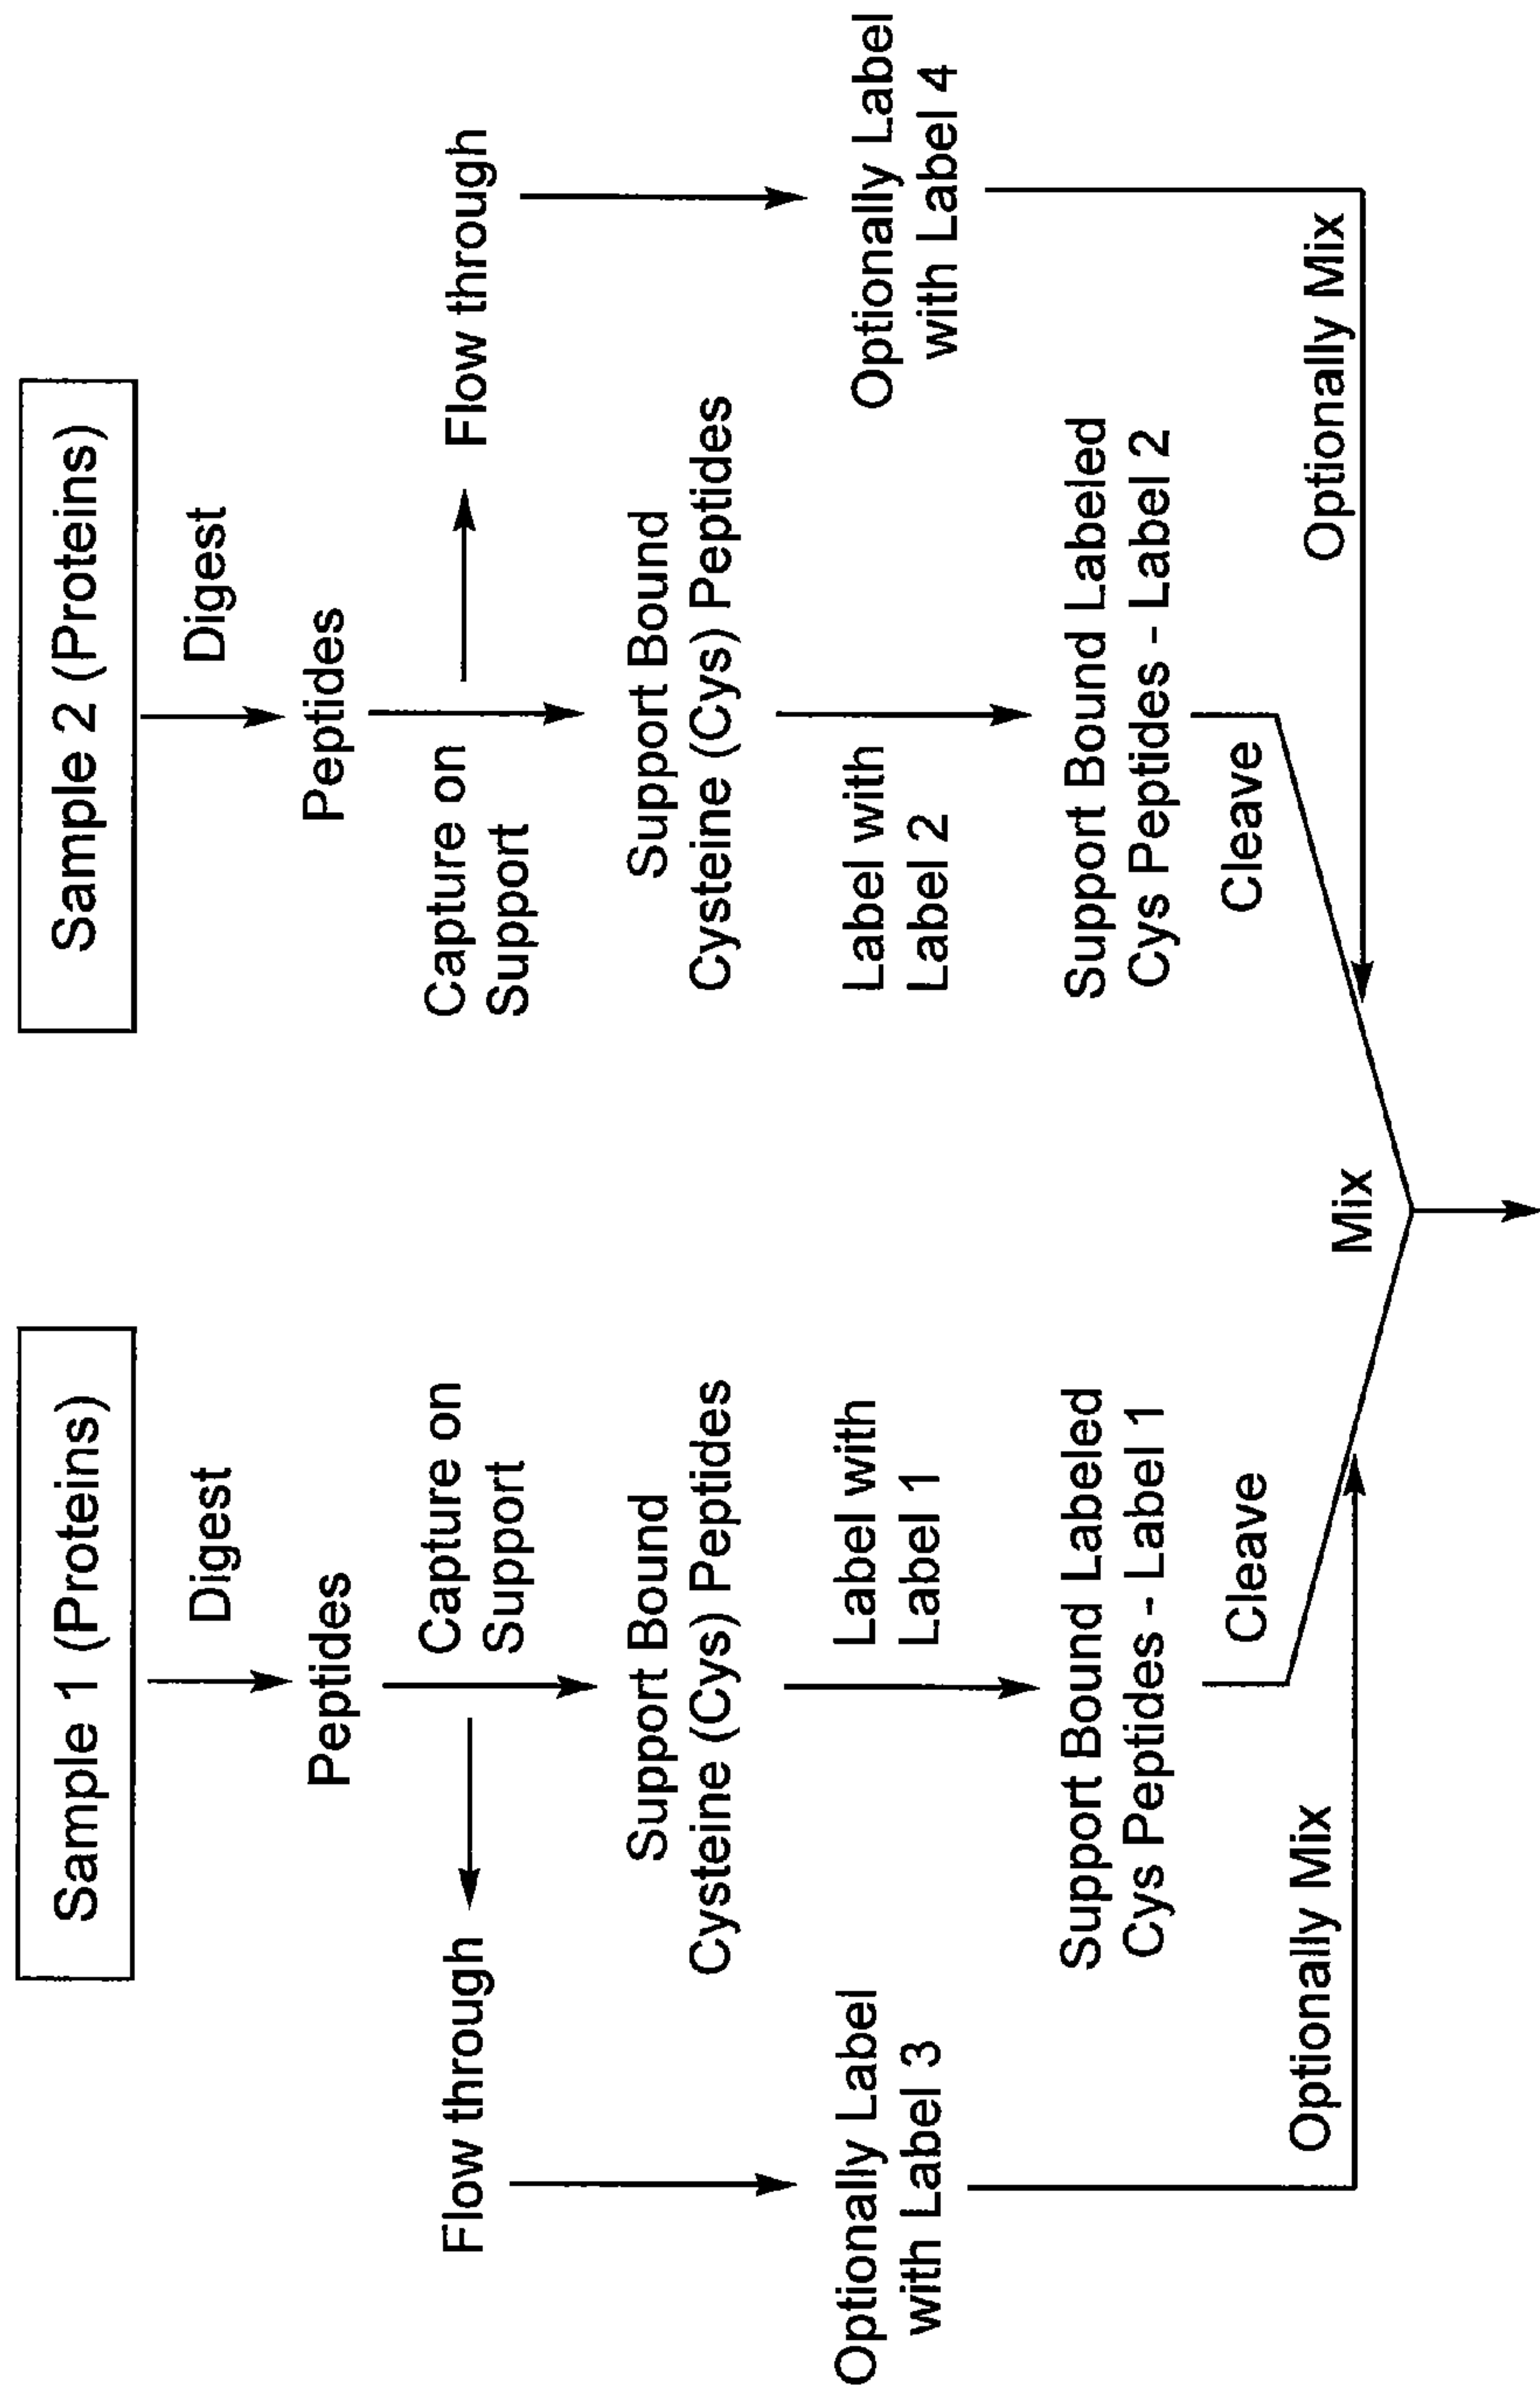 Sample 1 (Proteins)
Digest
Peptides
Capture on
Support
Flow through
Support Bound
Cysteine (Cys) Peptides
Optionally Label
with Label 3
Label with
Label 1
Support Bound Labeled
Cys Peptides - Label 1
Cleave
Optionally Mix
Sample 2 (Proteins)
Digest
Peptides
Capture on
Support
Flow through
Support Bound
Cysteine (Cys) Peptides
Label with
Label 2
Optionally Label
with Label 4
Support Bound Labeled
Cys Peptides - Label 2
Cleave
Optionally Mix
Mix